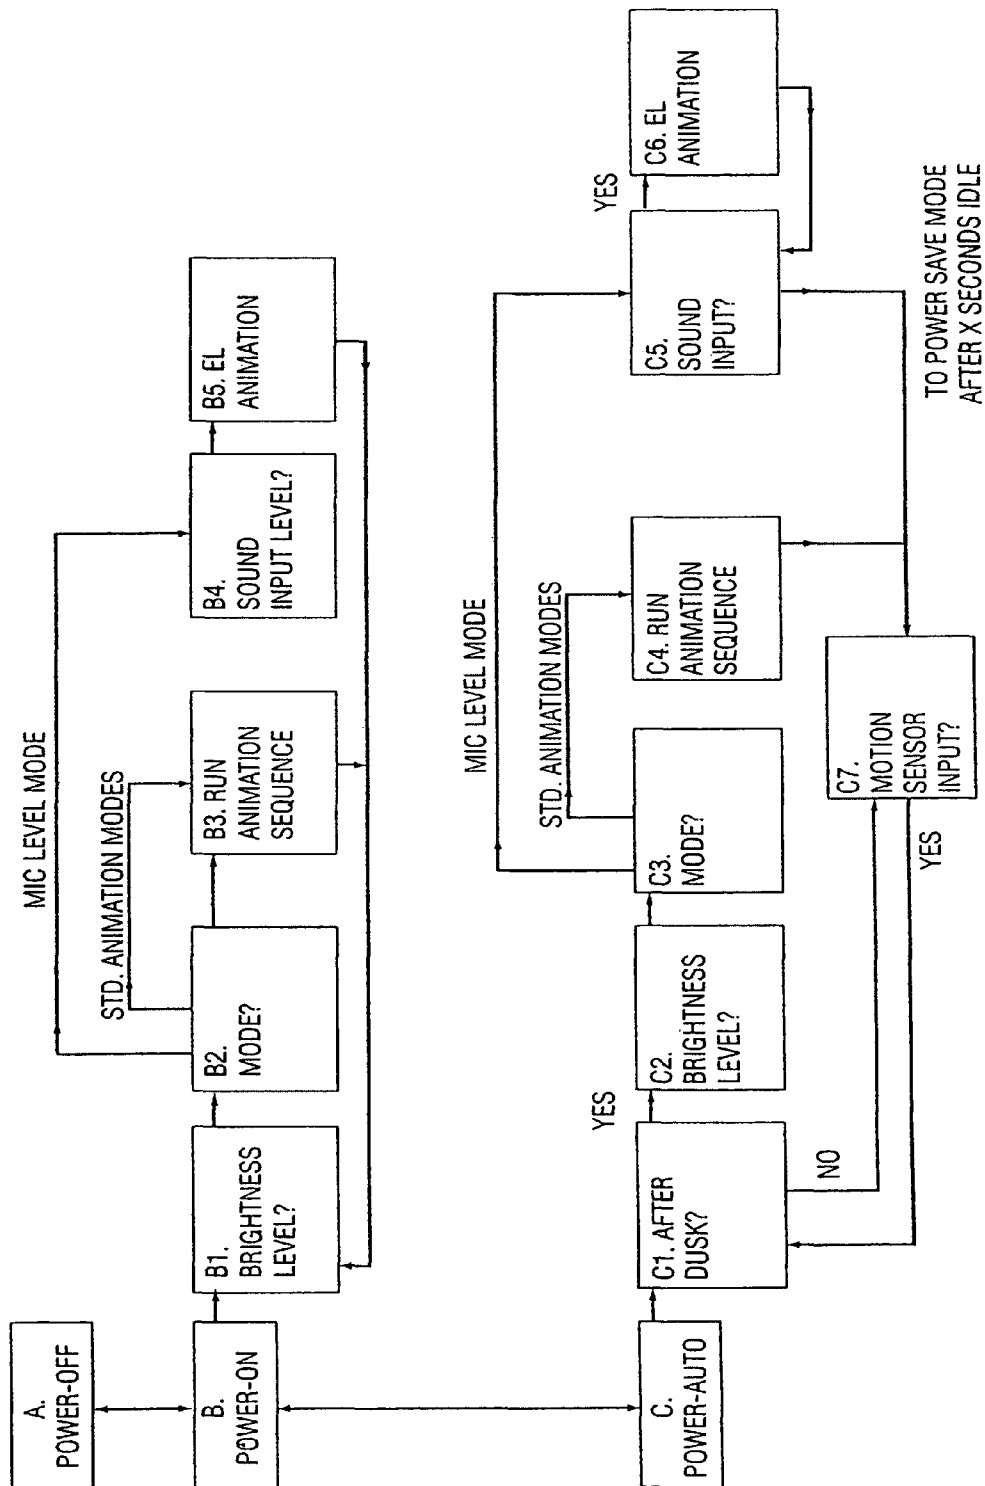 A.
POWER-OFF
B.
POWER-ON
B1.
BRIGHTNESS
LEVEL?
B2.
MODE?
STD. ANIMATION MODES
MIC LEVEL MODE
B3. RUN
ANIMATION
SEQUENCE
B4.
SOUND
INPUT LEVEL?
B5. EL
ANIMATION
C.
POWER-AUTO
C1. AFTER
DUSK?
YES
NO
C2.
BRIGHTNESS
LEVEL?
C3.
MODE?
STD. ANIMATION MODES
MIC LEVEL MODE
C4. RUN
ANIMATION
SEQUENCE
C5.
SOUND
INPUT?
YES
C6. EL
ANIMATION
C7.
MOTION
SENSOR
INPUT?
YES
TO POWER SAVE MODE
AFTER X SECONDS IDLE